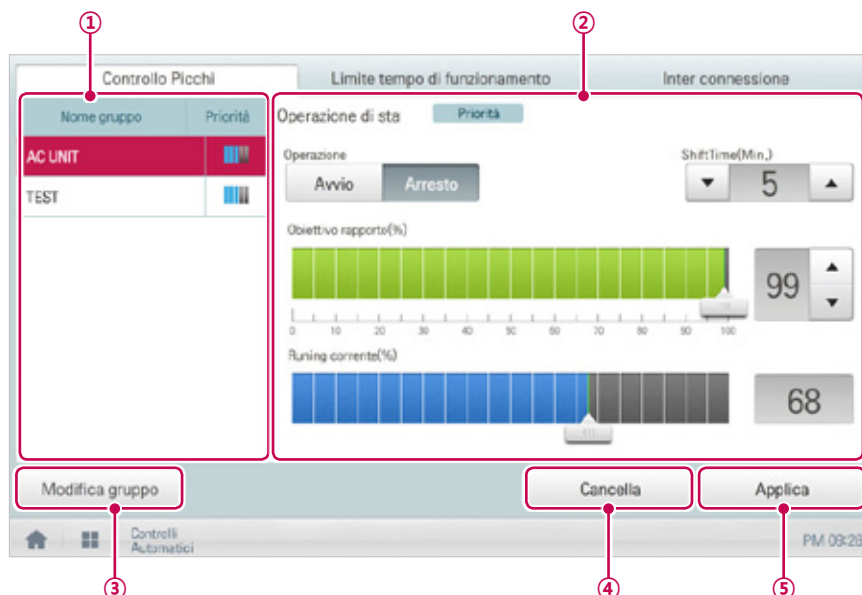 ① ②
Controllo Picchi Limite tempo di funzionamento Inter connessione
Nome gruppo Priorità
Operazione di sta Priorità
AC UNIT
Operazione ShiftTime(Min.)
Avvio Arresto 5
TEST
Obiettivo rapporto(%)
99
0 10 20 30 40 50 60 70 80 90 100
Runing corrente(%)
68
Modifica gruppo Cancella Applica
Controlli
Automatici
PM 09:28
③ ④ ⑤